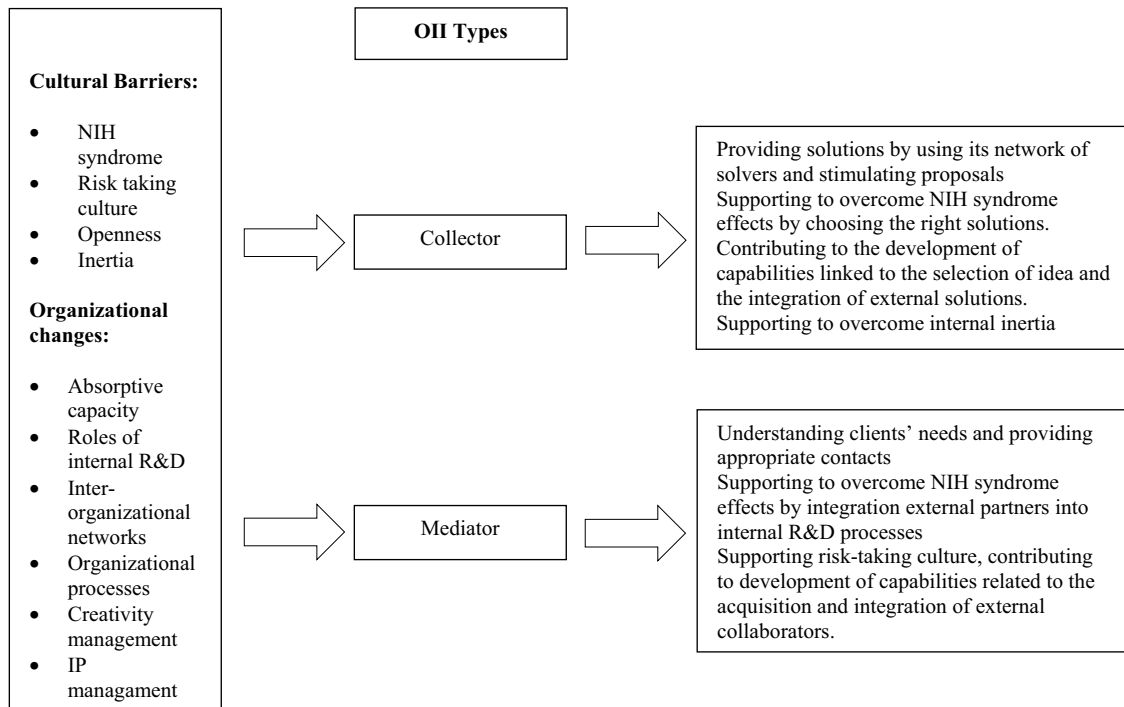 OII Types
Cultural Barriers:
• NIH
syndrome
• Risk taking
culture
• Openness
• Inertia
Organizational
changes:
• Absorptive
capacity
• Roles of
internal R&D
• Inter-
organizational
networks
• Organizational
processes
• Creativity
management
• IP
managament
Collector
Providing solutions by using its network of
solvers and stimulating proposals
Supporting to overcome NIH syndrome
effects by choosing the right solutions.
Contributing to the development of
capabilities linked to the selection of idea and
the integration of external solutions.
Supporting to overcome internal inertia
Mediator
Understanding clients’ needs and providing
appropriate contacts
Supporting to overcome NIH syndrome
effects by integration external partners into
internal R&D processes
Supporting risk-taking culture, contributing
to development of capabilities related to the
acquisition and integration of external
collaborators.